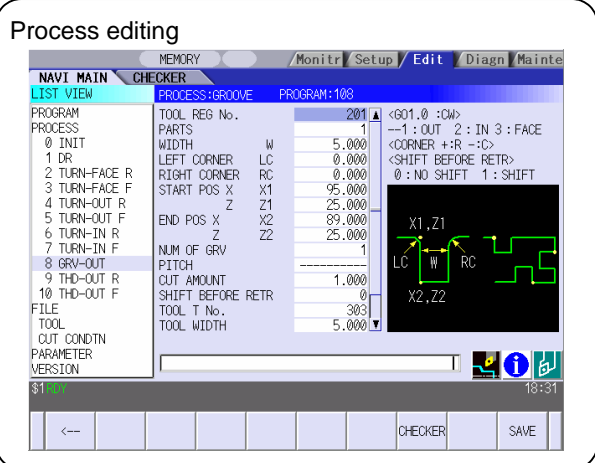 Process editing
MEMORY Monitr Setup Edit Diagn Mainte
NAVI MAIN CHECKER
LIST VIEW PROCESS:GROOVE PROGRAM:108
PROGRAM
PROCESS
0 INIT
1 DR
2 TURN-FACE R
3 TURN-FACE F
4 TURN-OUT R
5 TURN-OUT F
6 TURN-IN R
7 TURN-IN F
8 GRV-OUT
9 THD-OUT R
10 THD-OUT F
FILE
TOOL
CUT CONDTN
PARAMETER
VERSION
TOOL REG No. 201
PARTS 1
WIDTH W 5.000
LEFT CORNER LC 0.000
RIGHT CORNER RC 0.000
START POS X X1 95.000
Z Z1 25.000
END POS X X2 89.000
Z Z2 25.000
NUM OF GRV 1
PITCH ----------
CUT AMOUNT 1.000
SHIFT BEFORE RETR 0
TOOL T No. 303
TOOL WIDTH 5.000
<G01.0 :CW>
--1 : OUT 2 : IN 3 : FACE
<CORNER +:R -:C>
<SHIFT BEFORE RETR>
0 : NO SHIFT 1 : SHIFT
X1,Z1
LC W RC
X2,Z2
$1 RDY 18:31
<-- CHECKER SAVE